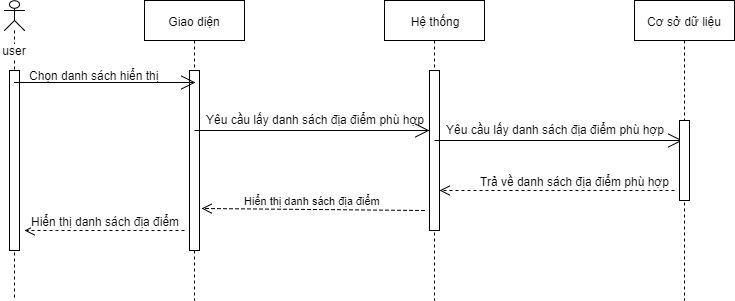 Giao diện
Hệ thống
Cơ sở dữ liệu
user
Chọn danh sách hiển thị
Yêu cầu lấy danh sách địa điểm phù hợp
Yêu cầu lấy danh sách địa điểm phù hợp
Trả về danh sách địa điểm phù hợp
Hiển thị danh sách địa điểm
Hiển thị danh sách địa điểm